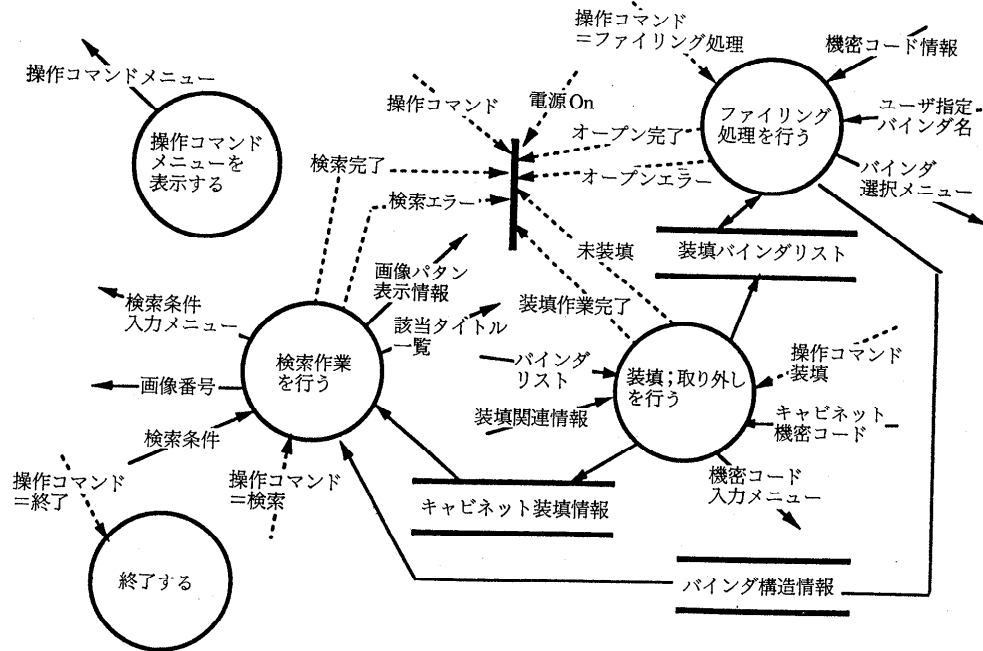 操作コマンド
＝ファイリング処理
機密コード情報
操作コマンドメニュー
操作コマンド
電源On
ファイリング
処理を行う
ユーザ指定
バインダ名
オープン完了
オープンエラー
バインダ
選択メニュー
操作コマンド
メニューを
表示する
検索完了
検索エラー
未装填
装填バインダリスト
画像パタン
表示情報
装填作業完了
検索条件
入力メニュー
該当タイトル
一覧
検索作業
を行う
バインダ
リスト
装填；取り外し
を行う
操作コマンド
装填
画像番号
装填関連情報
キャビネット
機密コード
検索条件
操作コマンド
＝終了
操作コマンド
＝検索
機密コード
入力メニュー
キャビネット装填情報
終了する
バインダ構造情報